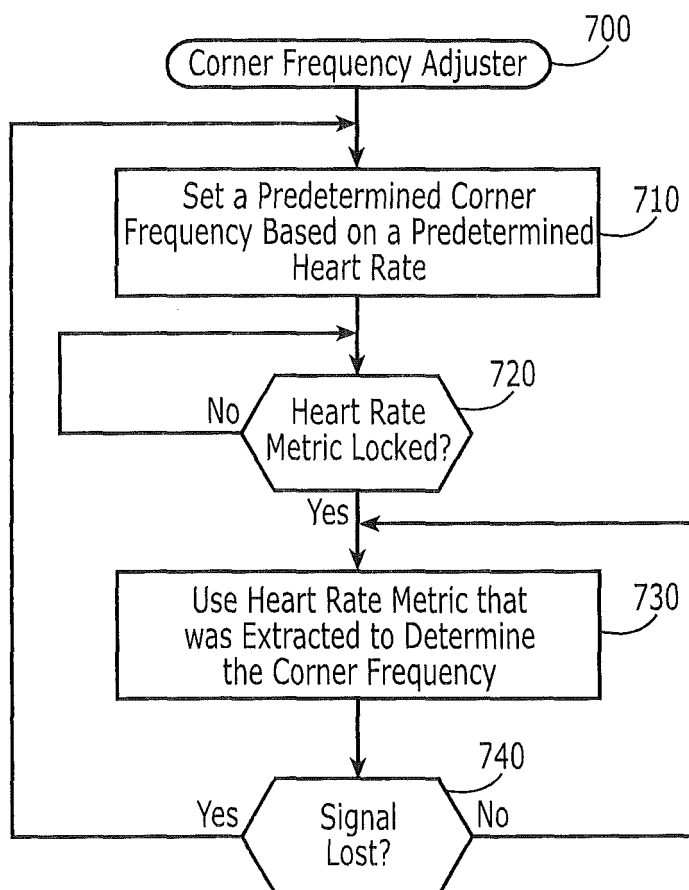 700
Corner Frequency Adjuster
Set a Predetermined Corner
Frequency Based on a Predetermined
Heart Rate
710
720
No
Heart Rate
Metric Locked?
Yes
Use Heart Rate Metric that
was Extracted to Determine
the Corner Frequency
730
740
Yes
Signal
Lost?
No